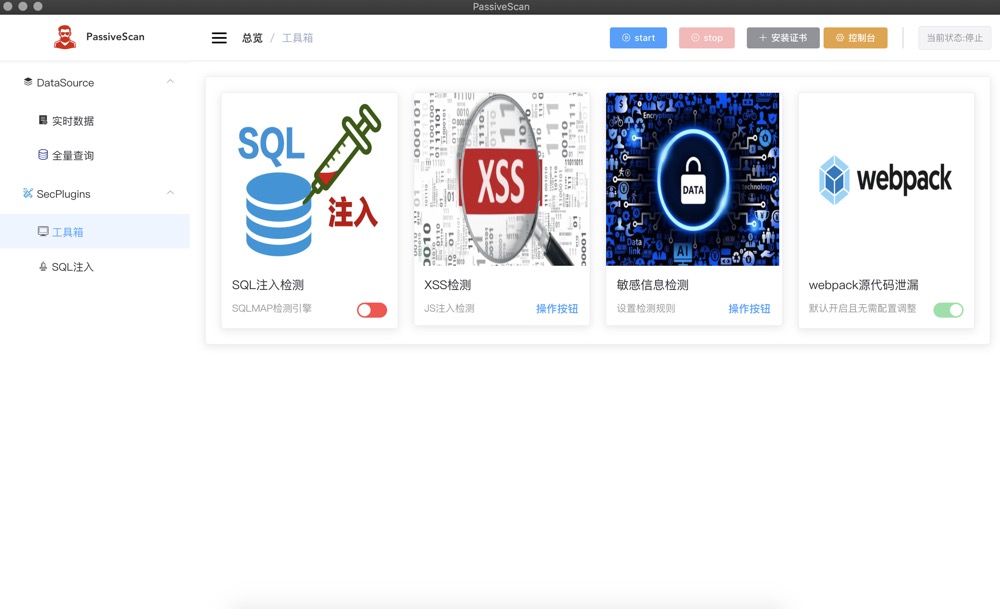 PassiveScan
PassiveScan
总览 / 工具箱
start
stop
安装证书
控制台
当前状态:停止
DataSource
实时数据
全量查询
SecPlugins
工具箱
SQL注入
SQL
注入
XSS
Encryp
DATA
technology
Data
link
AI
webpack
SQL注入检测
SQLMAP检测引擎
XSS检测
JS注入检测
操作按钮
敏感信息检测
设置检测规则
操作按钮
webpack源代码泄漏
默认开启且无需配置调整